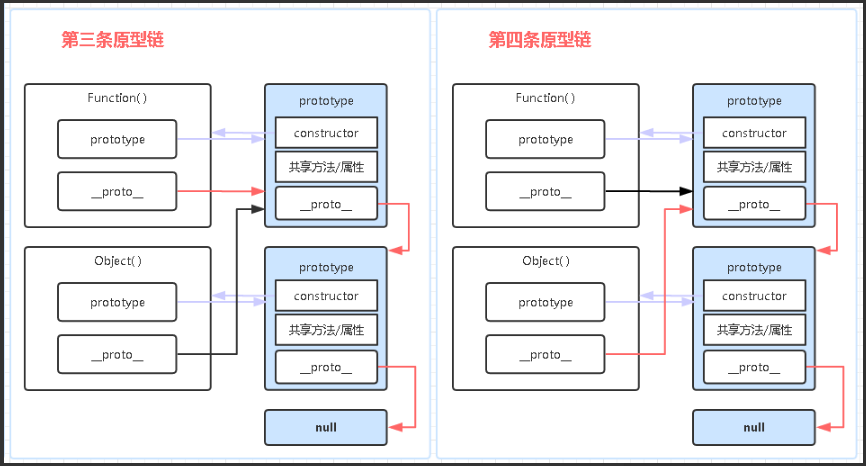 第三条原型链
Function()
prototype
__proto__
prototype
constructor
共享方法/属性
__proto__
Object()
prototype
__proto__
prototype
constructor
共享方法/属性
__proto__
null
第四条原型链
Function()
prototype
__proto__
prototype
constructor
共享方法/属性
__proto__
Object()
prototype
__proto__
prototype
constructor
共享方法/属性
__proto__
null